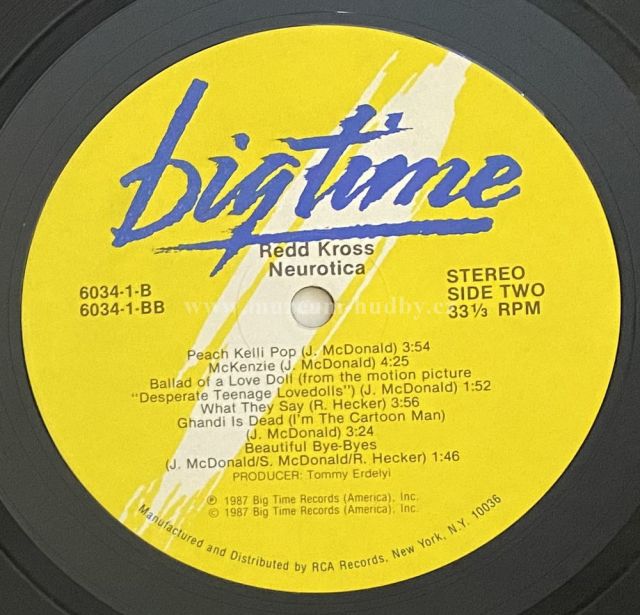 bigtime
Redd Kross
Neurotica
6034-1-B
6034-1-BB
STEREO
SIDE TWO
33⅓ RPM
www.muzeum-hudby.cz
Peach Kelli Pop (J. McDonald) 3:54
McKenzie (J. McDonald) 4:25
Ballad of a Love Doll (from the motion picture
"Desperate Teenage Lovedolls") (J. McDonald) 1:52
What They Say (R. Hecker) 3:56
Ghandi Is Dead (I'm The Cartoon Man)
(J. McDonald) 3:24
Beautiful Bye-Byes
(J. McDonald/S. McDonald/R. Hecker) 1:46
PRODUCER: Tommy Erdelyi
℗ 1987 Big Time Records (America), Inc.
© 1987 Big Time Records (America), Inc.
Manufactured and Distributed by RCA Records, New York, N.Y. 10036